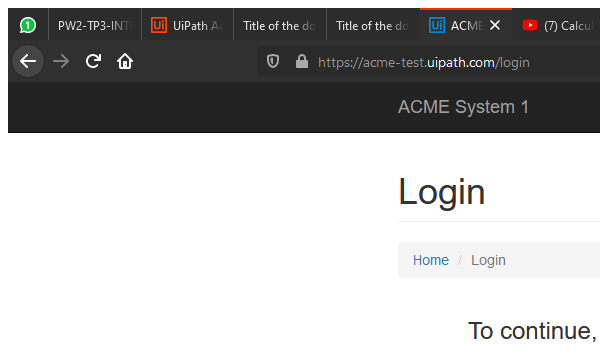 1 PW2-TP3-INT Ui UiPath Ac Title of the do Title of the do Ui ACME (7) Calcul
https://acme-test.uipath.com/login
ACME System 1
Login
Home / Login
To continue,